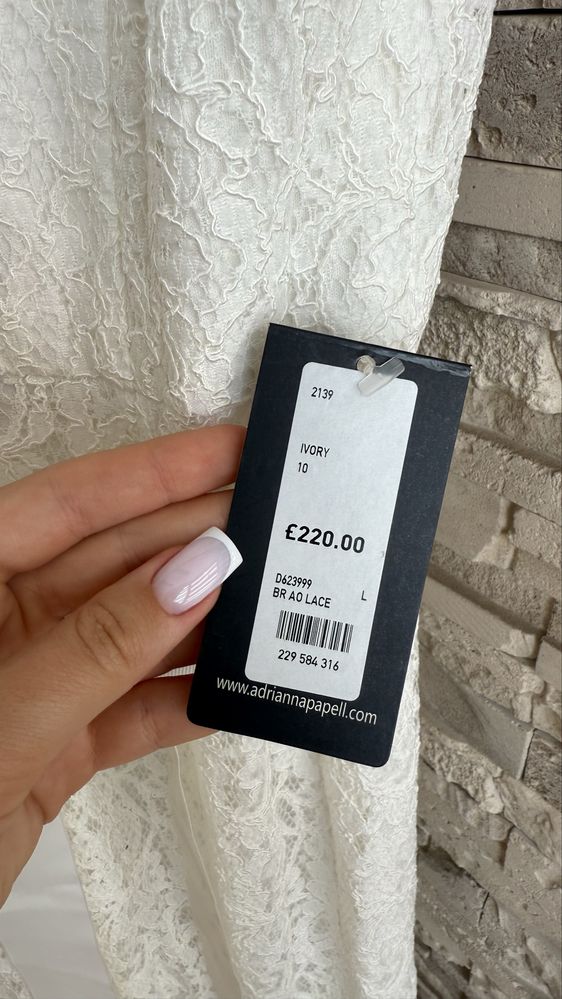 2139
IVORY
10
£220.00
D623999 L
BR AO LACE
229 584 316
www.adriannapapell.com